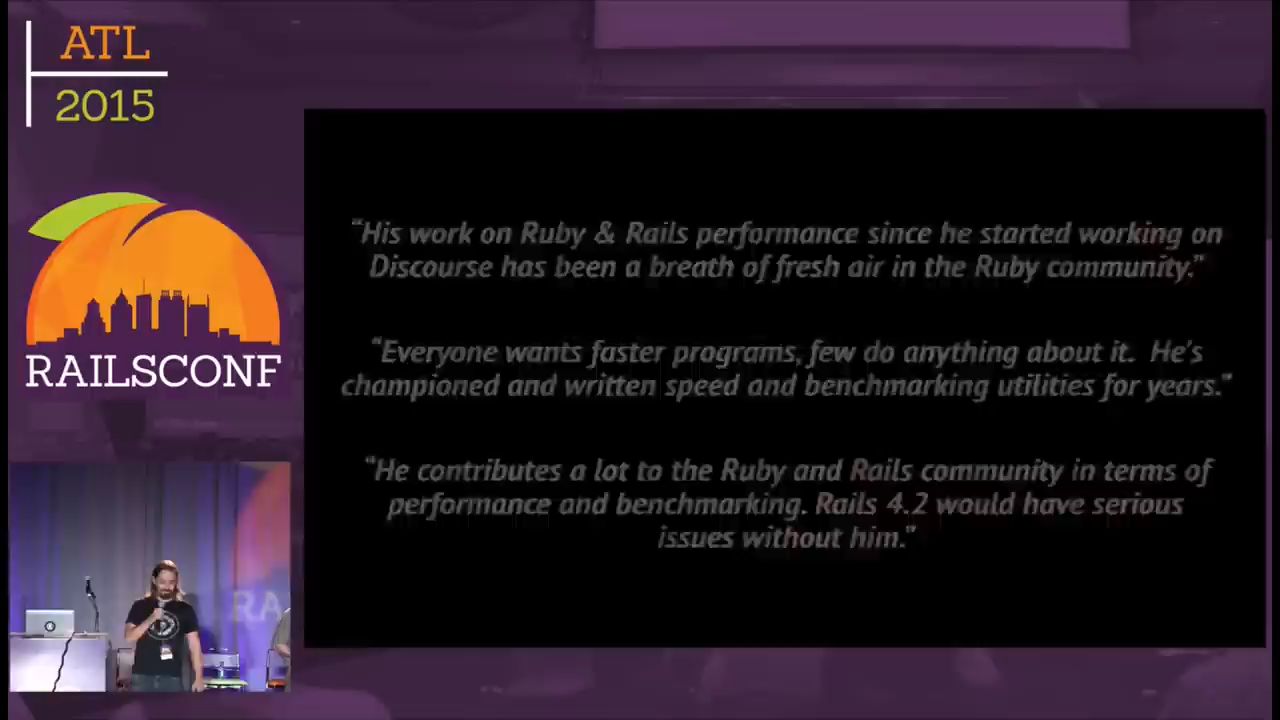 ATL
2015
RAILSCONF
“His work on Ruby & Rails performance since he started working on
Discourse has been a breath of fresh air in the Ruby community.”
“Everyone wants faster programs, few do anything about it.  He's
championed and written speed and benchmarking utilities for years.”
“He contributes a lot to the Ruby and Rails community in terms of
performance and benchmarking. Rails 4.2 would have serious
issues without him.”
RA